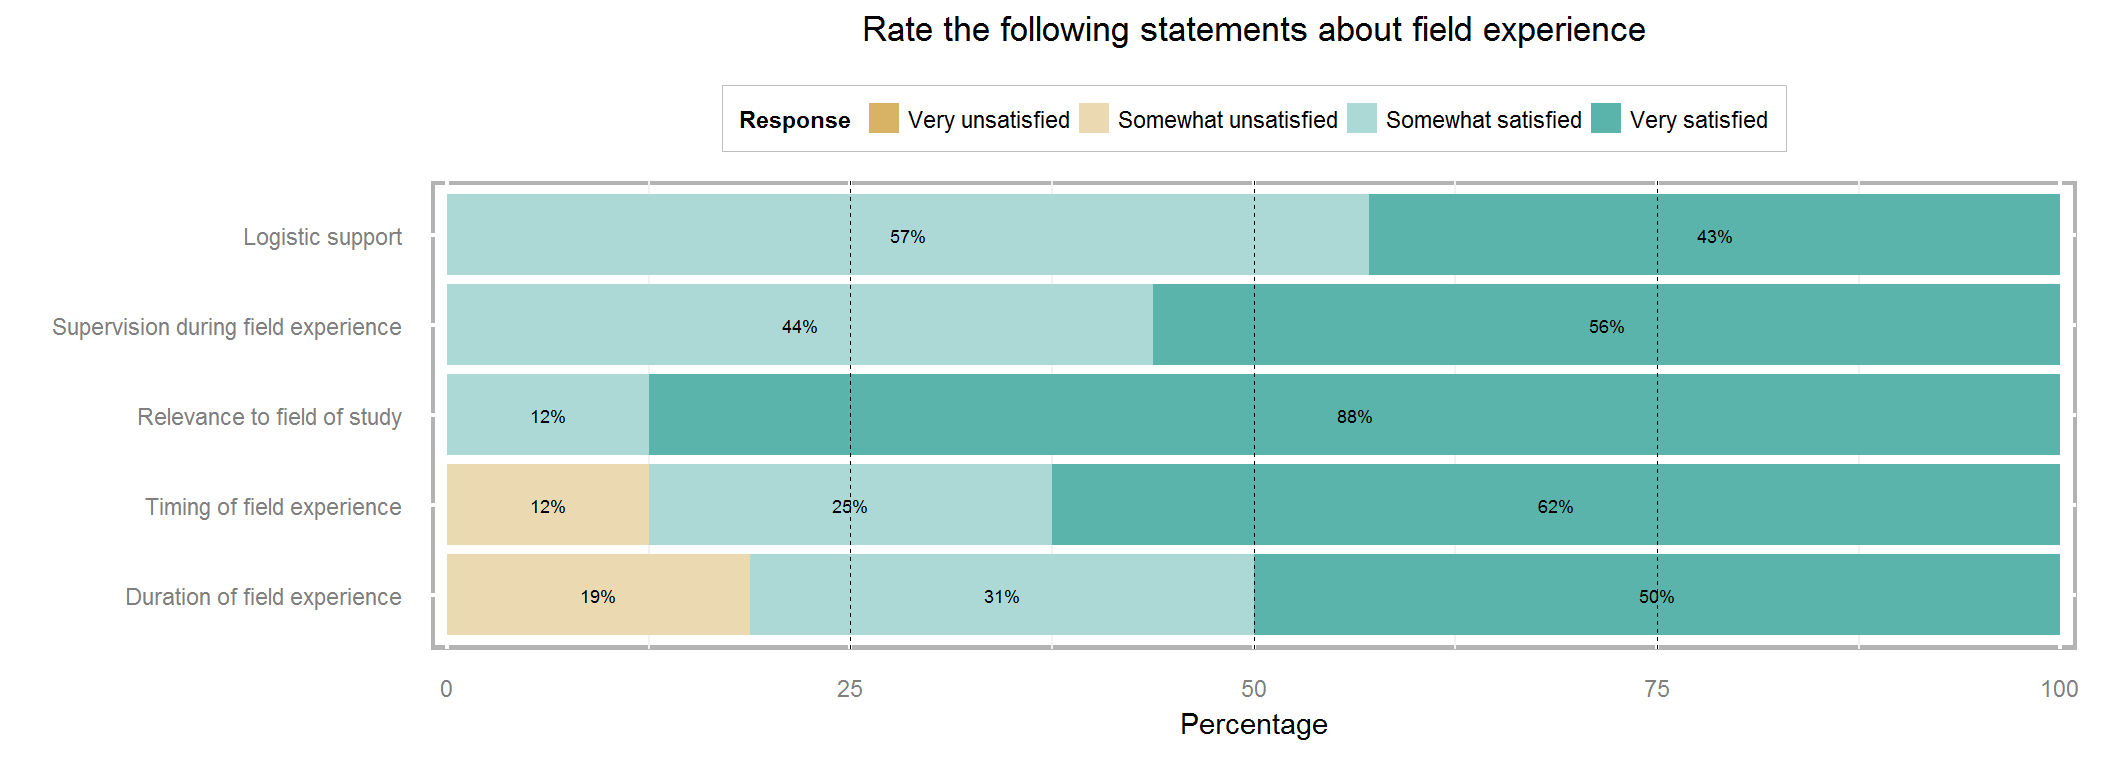 Rate the following statements about field experience
Response Very unsatisfied Somewhat unsatisfied Somewhat satisfied Very satisfied
Logistic support 57% 43%
Supervision during field experience 44% 56%
Relevance to field of study 12% 88%
Timing of field experience 12% 25% 62%
Duration of field experience 19% 31% 50%
0 25 50 75 100
Percentage